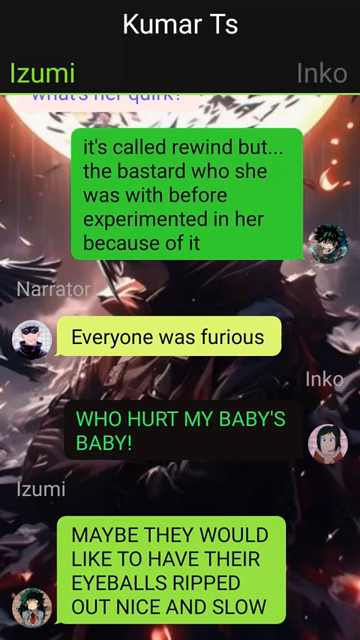 Kumar Ts
Izumi
Inko
what's her quirk?
it's called rewind but...
the bastard who she
was with before
experimented in her
because of it
Narrator
Everyone was furious
Inko
WHO HURT MY BABY'S
BABY!
Izumi
MAYBE THEY WOULD
LIKE TO HAVE THEIR
EYEBALLS RIPPED
OUT NICE AND SLOW